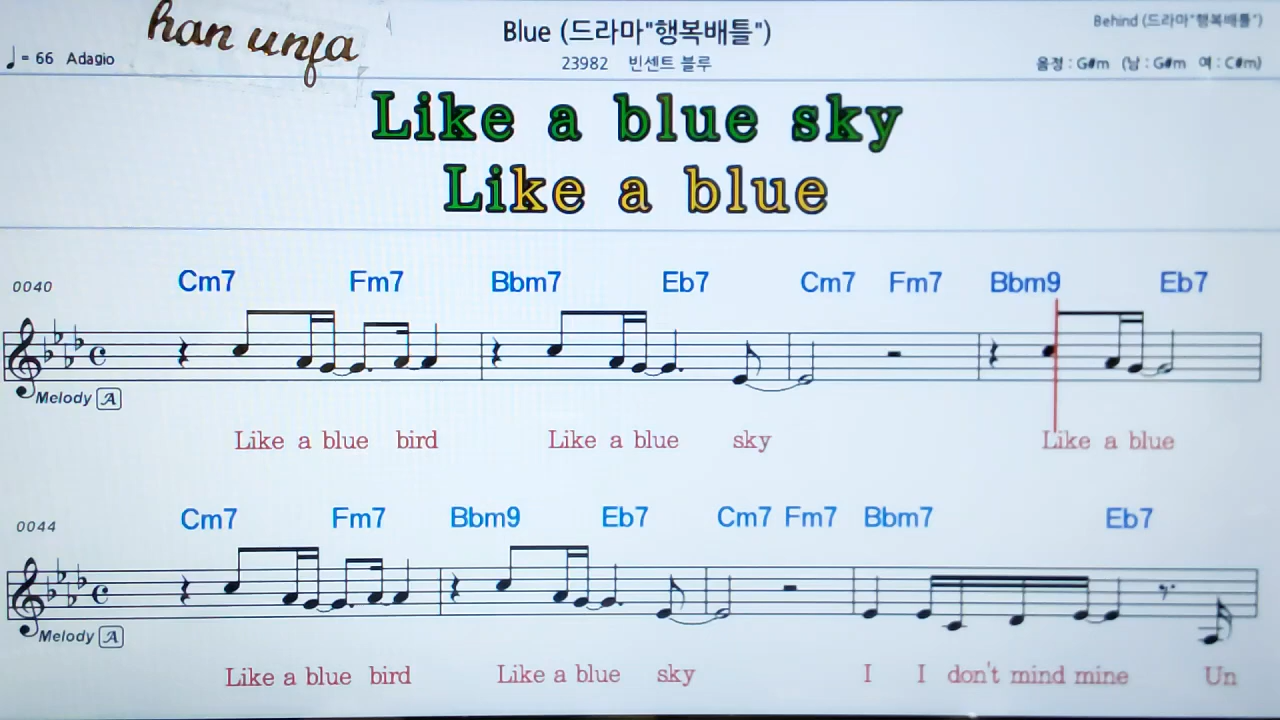 han unja
Blue (드라마"행복배틀")
Behind (드라마"행복배틀")
♩ = 66 Adagio
23982 빈센트 블루
음정 : G#m (남 : G#m 여 : C#m)
Like a blue sky
Like a blue
0040
Cm7 Fm7 Bbm7 Eb7 Cm7 Fm7 Bbm9 Eb7
Melody A
Like a blue bird Like a blue sky Like a blue
0044
Cm7 Fm7 Bbm9 Eb7 Cm7 Fm7 Bbm7 Eb7
Melody A
Like a blue bird Like a blue sky I I don't mind mine Un